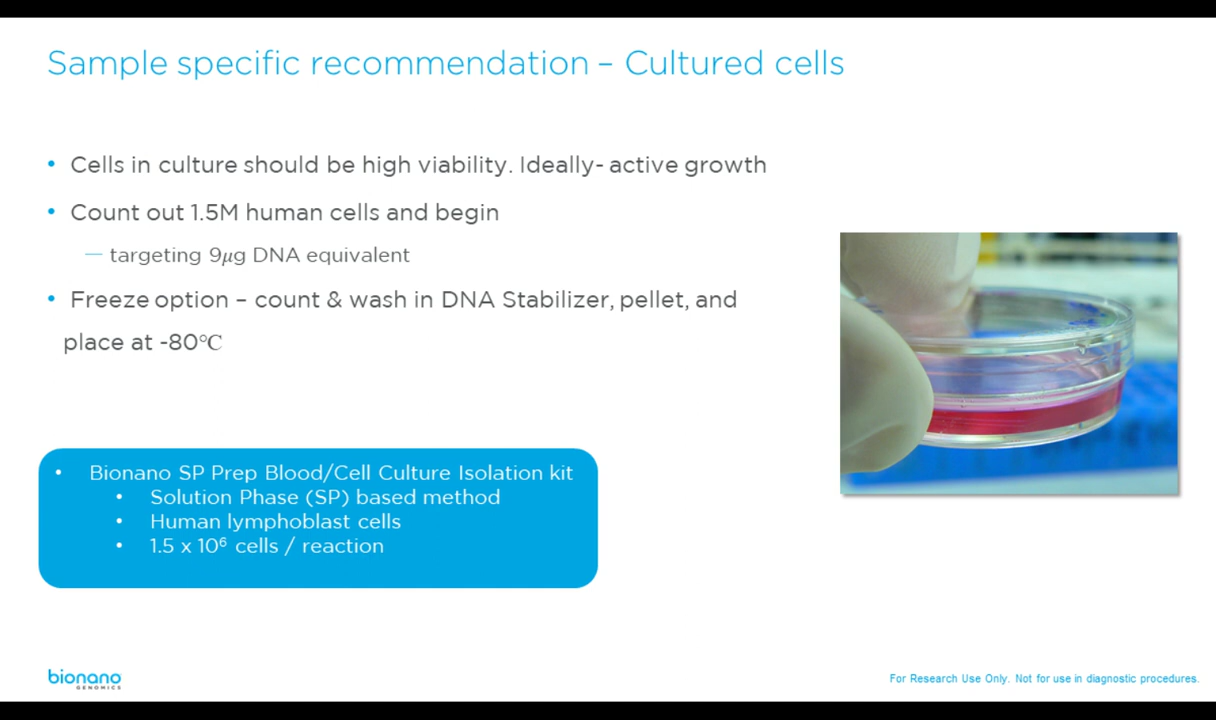 Sample specific recommendation – Cultured cells
• Cells in culture should be high viability. Ideally- active growth
• Count out 1.5M human cells and begin
— targeting 9μg DNA equivalent
• Freeze option – count & wash in DNA Stabilizer, pellet, and
place at -80℃
• Bionano SP Prep Blood/Cell Culture Isolation kit
• Solution Phase (SP) based method
• Human lymphoblast cells
• 1.5 x 10⁶ cells / reaction
bionano
GENOMICS
For Research Use Only. Not for use in diagnostic procedures.